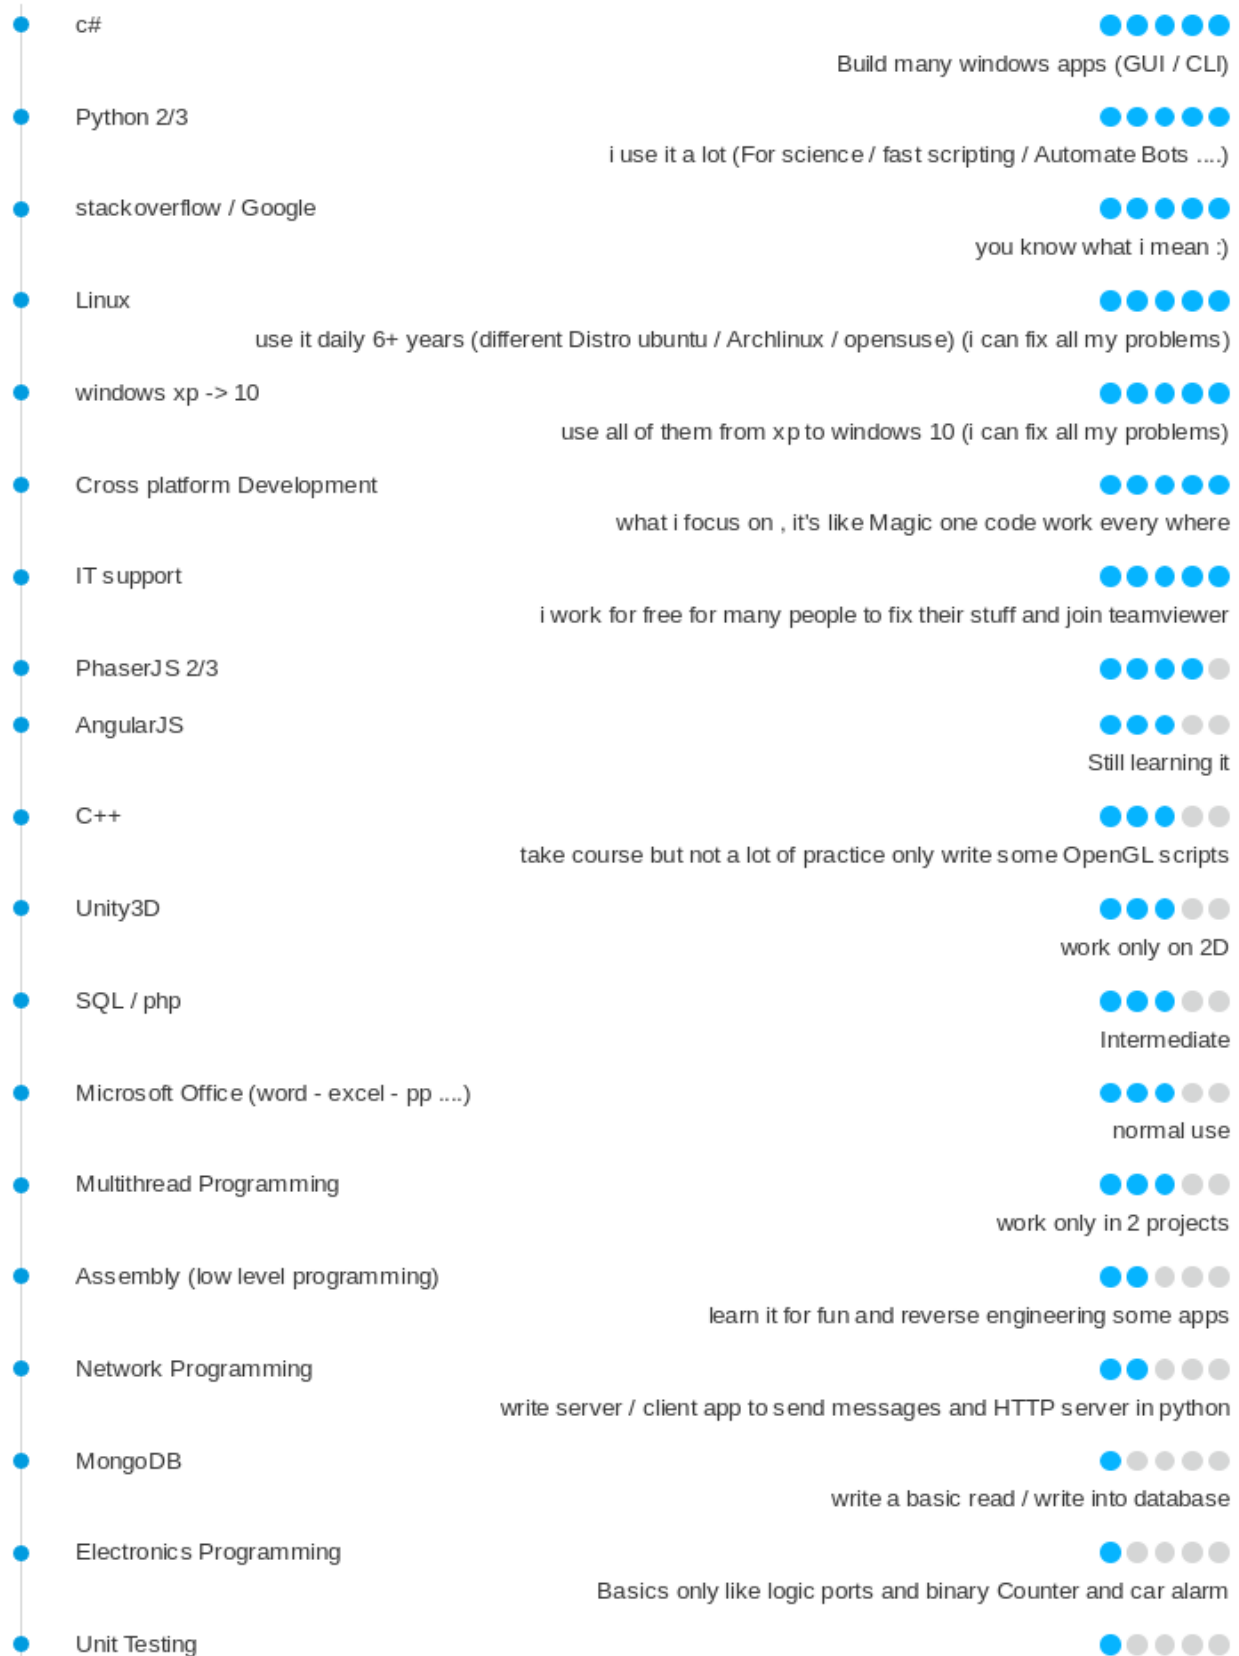 c#
Build many windows apps (GUI / CLI)
Python 2/3
i use it a lot (For science / fast scripting / Automate Bots ....)
stackoverflow / Google
you know what i mean :)
Linux
use it daily 6+ years (different Distro ubuntu / Archlinux / opensuse) (i can fix all my problems)
windows xp -> 10
use all of them from xp to windows 10 (i can fix all my problems)
Cross platform Development
what i focus on , it's like Magic one code work every where
IT support
i work for free for many people to fix their stuff and join teamviewer
PhaserJS 2/3
AngularJS
Still learning it
C++
take course but not a lot of practice only write some OpenGL scripts
Unity3D
work only on 2D
SQL / php
Intermediate
Microsoft Office (word - excel - pp ....)
normal use
Multithread Programming
work only in 2 projects
Assembly (low level programming)
learn it for fun and reverse engineering some apps
Network Programming
write server / client app to send messages and HTTP server in python
MongoDB
write a basic read / write into database
Electronics Programming
Basics only like logic ports and binary Counter and car alarm
Unit Testing